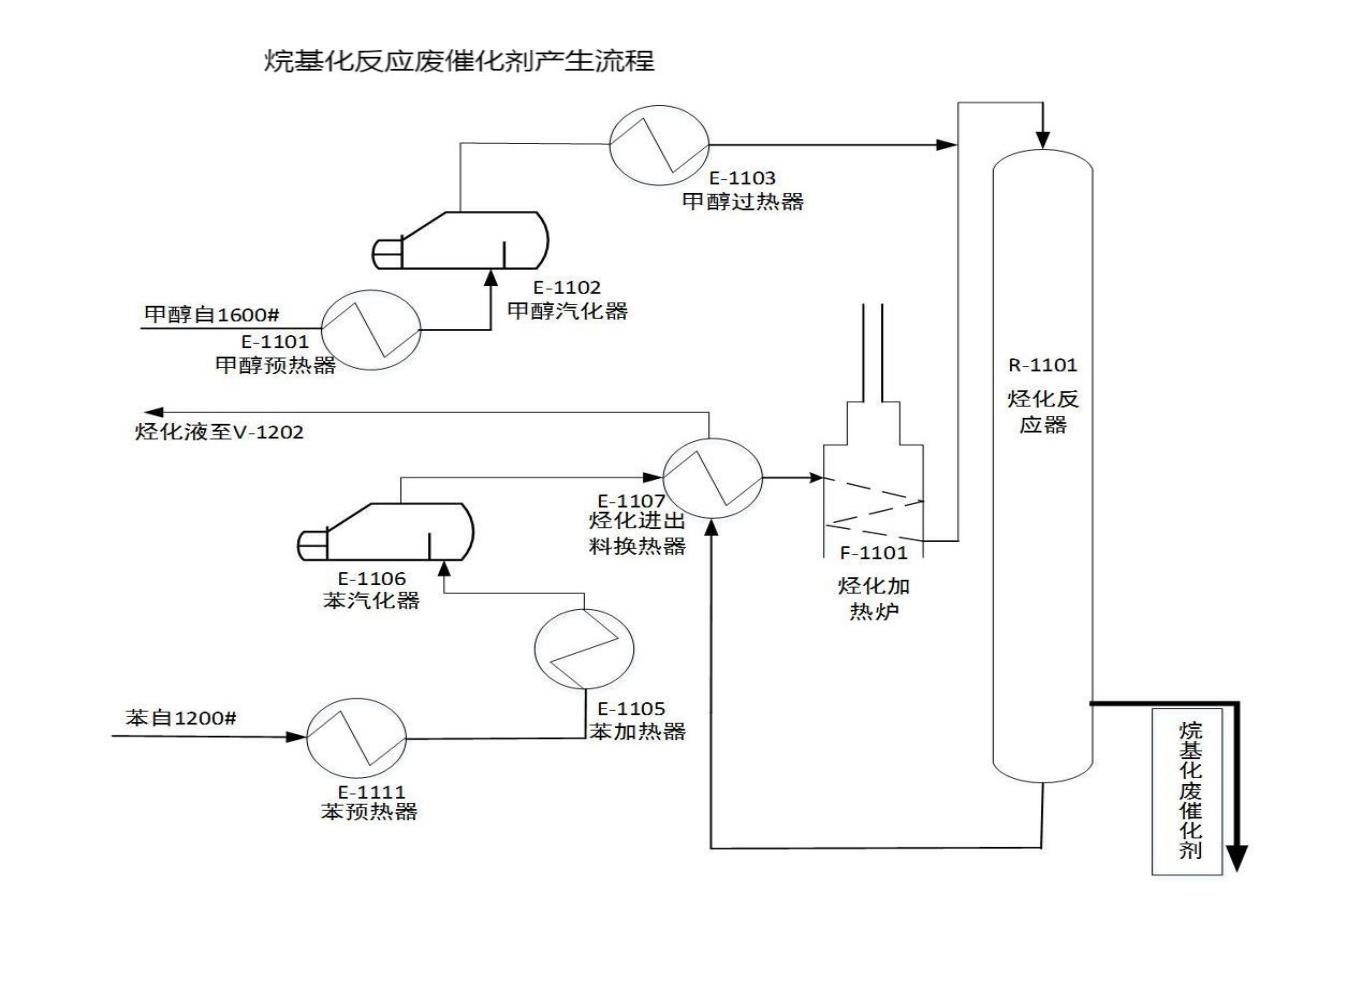 烷基化反应废催化剂产生流程
E-1103
甲醇过热器
E-1102
甲醇汽化器
甲醇自1600#
E-1101
甲醇预热器
R-1101
烃化反
应器
烃化液至V-1202
E-1107
烃化进出
料换热器
F-1101
烃化加
热炉
E-1106
苯汽化器
E-1105
苯加热器
苯自1200#
E-1111
苯预热器
烷基化废催化剂